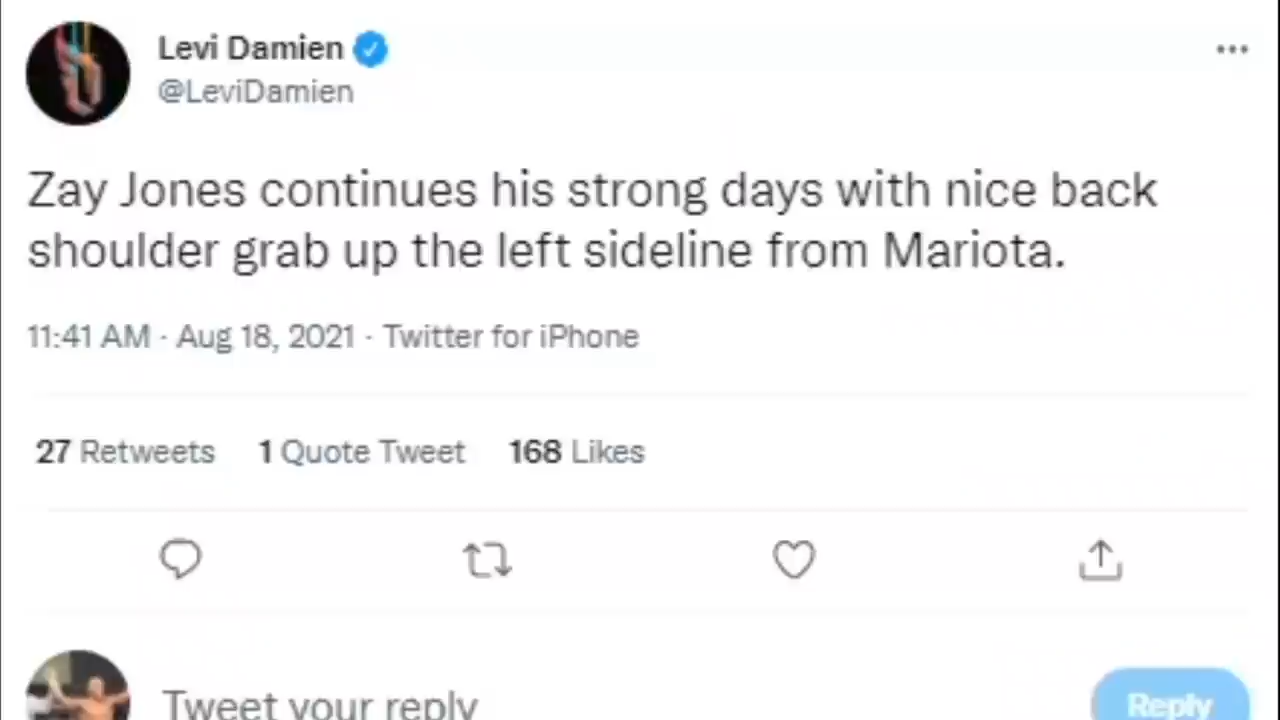 Levi Damien
@LeviDamien
Zay Jones continues his strong days with nice back
shoulder grab up the left sideline from Mariota.
11:41 AM · Aug 18, 2021 · Twitter for iPhone
27 Retweets 1 Quote Tweet 168 Likes
Tweet your reply
Reply